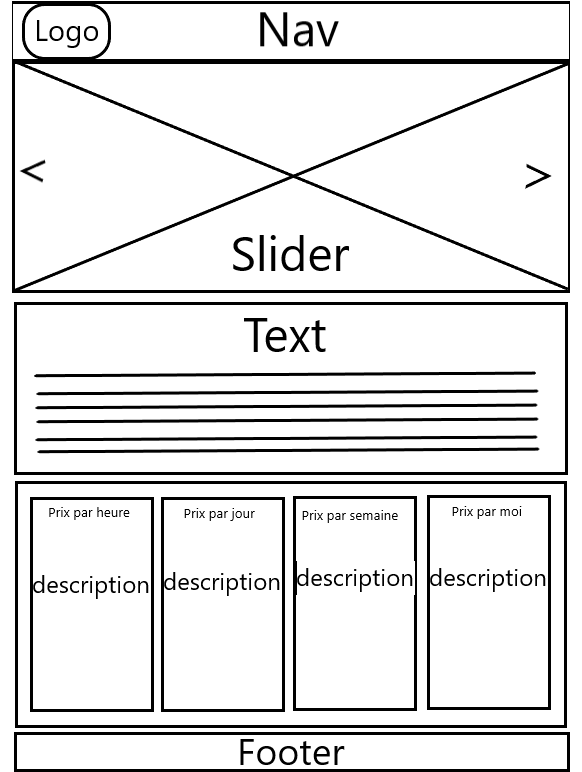 Logo
Nav
<
>
Slider
Text
Prix par heure
Prix par jour
Prix par semaine
Prix par moi
description
description
description
description
Footer